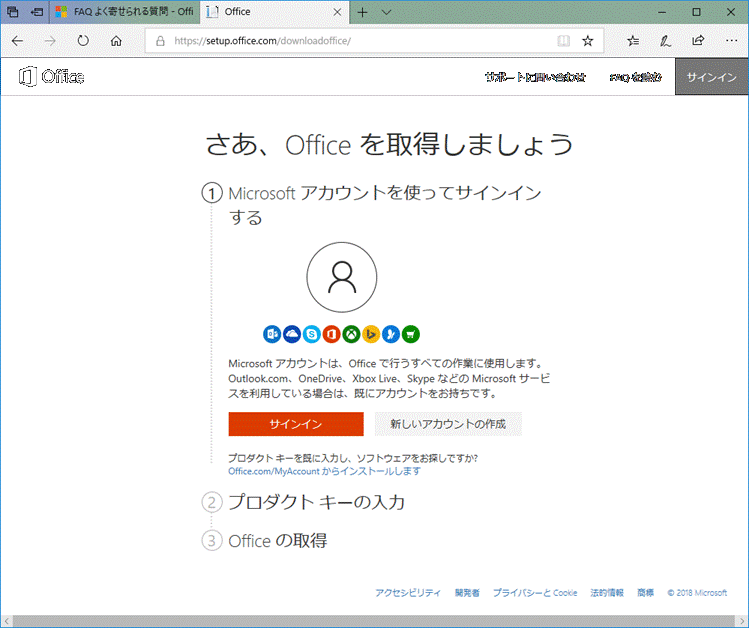 FAQ よく寄せられる質問 - Offi
Office
https://setup.office.com/downloadoffice/
Office
サポートに問い合わせ
FAQ を読む
サインイン
さあ、Office を取得しましょう
1 Microsoft アカウントを使ってサインイン
する
Microsoft アカウントは、Office で行うすべての作業に使用します。
Outlook.com、OneDrive、Xbox Live、Skype などの Microsoft サービ
スを利用している場合は、既にアカウントをお持ちです。
サインイン
新しいアカウントの作成
プロダクト キーを既に入力し、ソフトウェアをお探しですか?
Office.com/MyAccount からインストールします
2 プロダクト キーの入力
3 Office の取得
アクセシビリティ 開発者 プライバシーと Cookie 法的情報 商標 © 2018 Microsoft